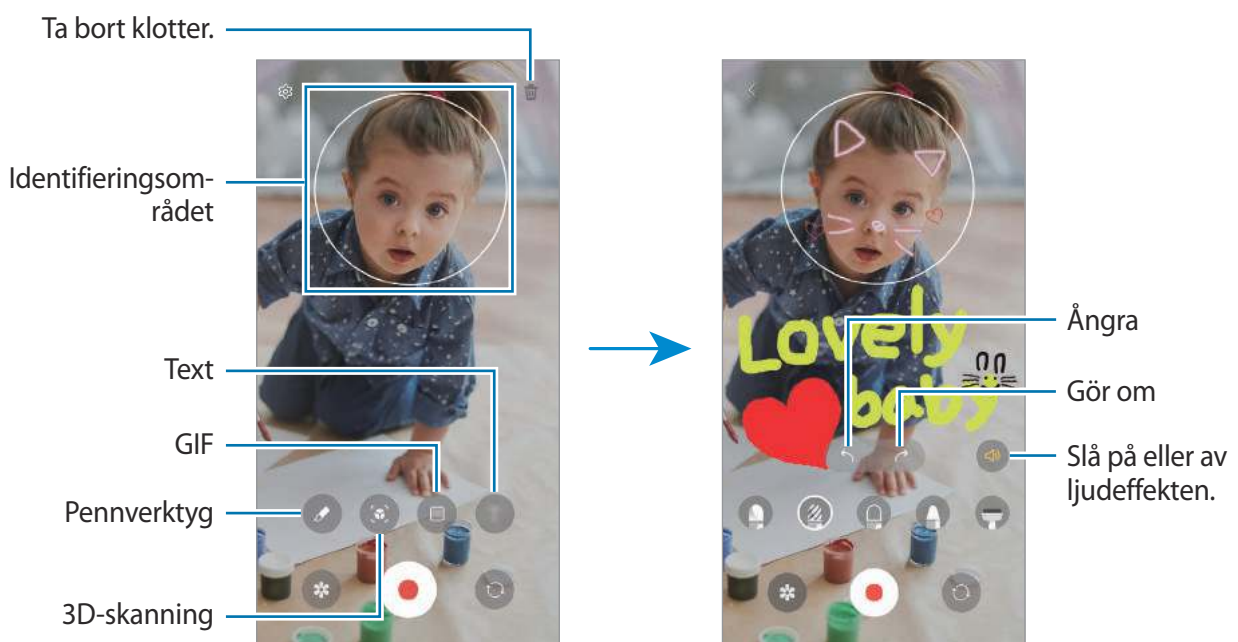 Ta bort klotter.
Identifieringsom-
rådet
Text
GIF
Pennverktyg
3D-skanning
Lovely
baby
Ångra
Gör om
Slå på eller av
ljudeffekten.